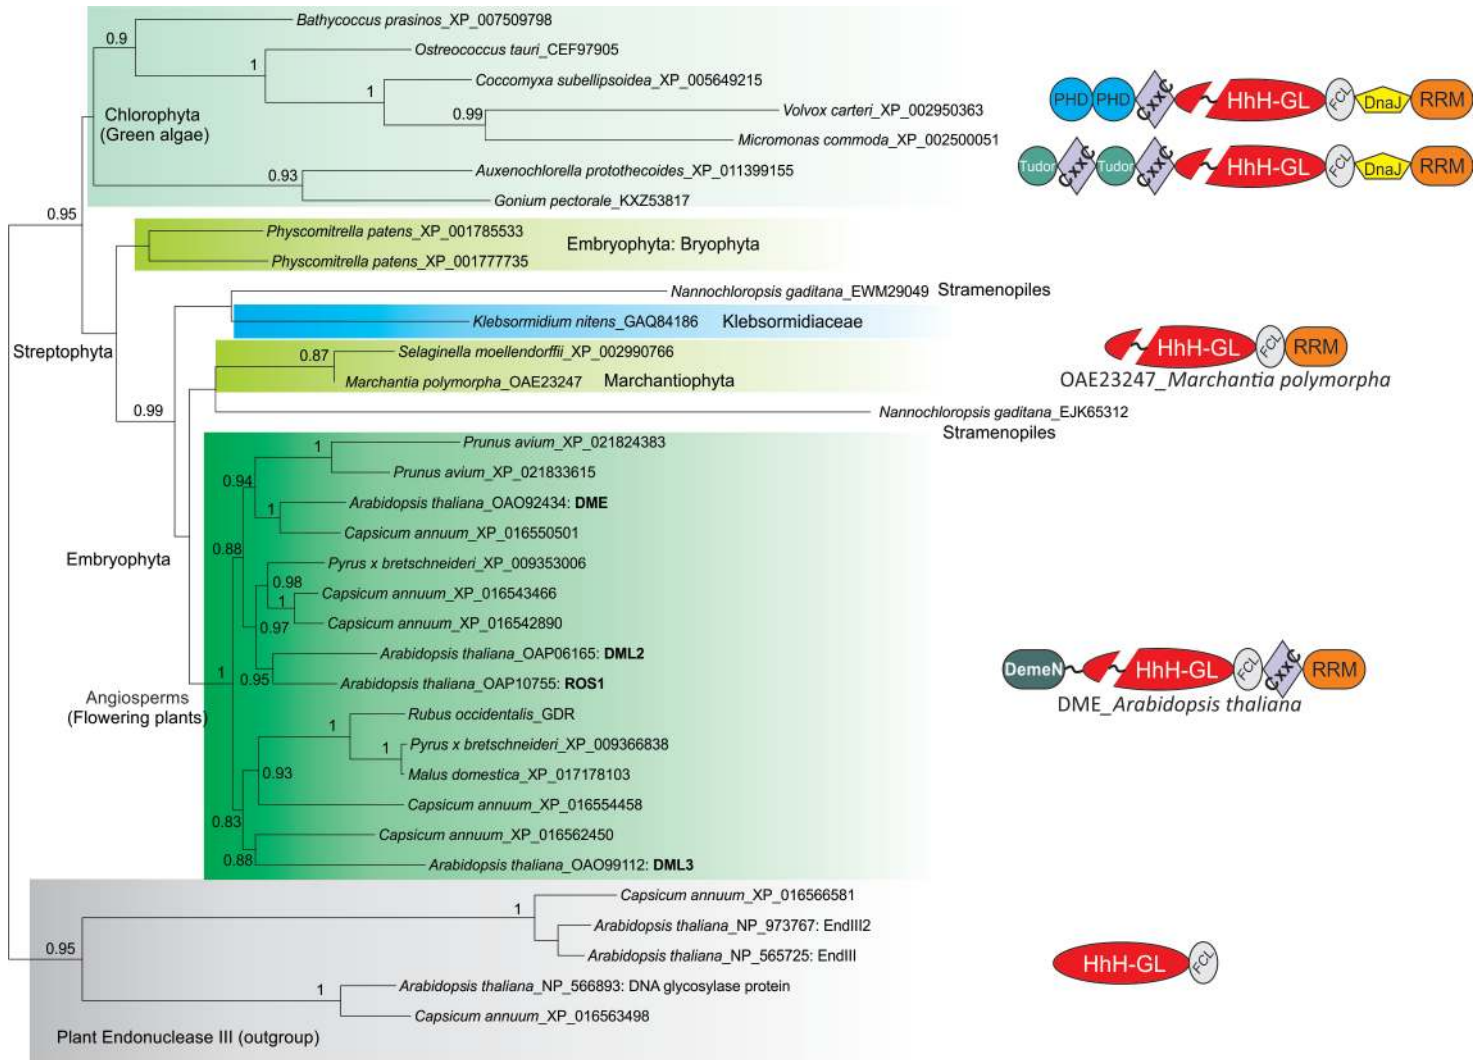 Bathycoccus prasinos_XP_007509798
0.9
Ostreococcus tauri_CEF97905
1
Coccomyxa subellipsoidea_XP_005649215
1
Volvox carteri_XP_002950363
0.99
Micromonas commoda_XP_002500051
Chlorophyta
(Green algae)
Auxenochlorella protothecoides_XP_011399155
0.93
Gonium pectorale_KXZ53817
0.95
PHD PHD CxxC HhH-GL FCL DnaJ RRM
Tudor CxxC Tudor CxxC HhH-GL FCL DnaJ RRM
Physcomitrella patens_XP_001785533
Embryophyta: Bryophyta
Physcomitrella patens_XP_001777735
Nannochloropsis gaditana_EWM29049 Stramenopiles
Klebsormidium nitens_GAQ84186 Klebsormidiaceae
Streptophyta
0.87
Selaginella moellendorffii_XP_002990766
Marchantia polymorpha_OAE23247 Marchantiophyta
HhH-GL FCL RRM
OAE23247_Marchantia polymorpha
0.99
Nannochloropsis gaditana_EJK65312
Stramenopiles
1
Prunus avium_XP_021824383
Prunus avium_XP_021833615
0.94
Arabidopsis thaliana_OAO92434: DME
1
Capsicum annuum_XP_016550501
0.88
Embryophyta
Pyrus x bretschneideri_XP_009353006
0.98
Capsicum annuum_XP_016543466
1
Capsicum annuum_XP_016542890
0.97
Arabidopsis thaliana_OAP06165: DML2
0.95
Arabidopsis thaliana_OAP10755: ROS1
1
Angiosperms
(Flowering plants)
DemeN HhH-GL FCL CxxC RRM
DME_Arabidopsis thaliana
Rubus occidentalis_GDR
1
Pyrus x bretschneideri_XP_009366838
1
Malus domestica_XP_017178103
0.93
Capsicum annuum_XP_016554458
0.83
Capsicum annuum_XP_016562450
0.88
Arabidopsis thaliana_OAO99112: DML3
Capsicum annuum_XP_016566581
1
Arabidopsis thaliana_NP_973767: EndIII2
0.95
Arabidopsis thaliana_NP_565725: EndIII
HhH-GL FCL
Arabidopsis thaliana_NP_566893: DNA glycosylase protein
1
Capsicum annuum_XP_016563498
Plant Endonuclease III (outgroup)